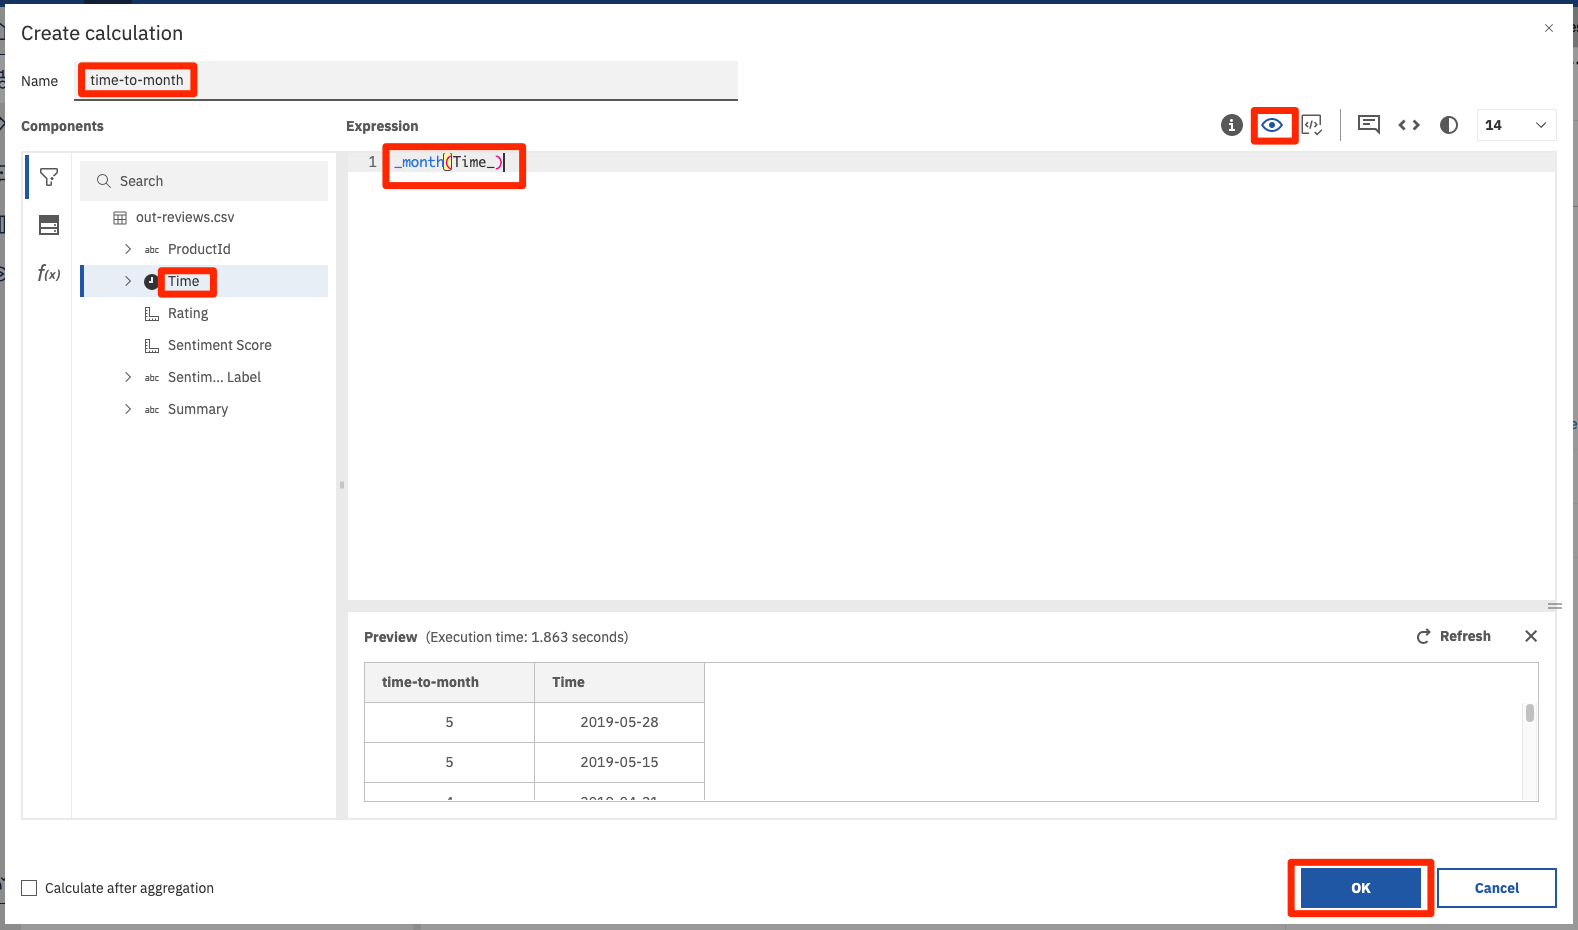 Create calculation
Name
time-to-month
Components
Expression
14
1
_month(Time_)
Search
out-reviews.csv
abc ProductId
Time
Rating
Sentiment Score
abc Sentim... Label
abc Summary
f(x)
Preview (Execution time: 1.863 seconds)
Refresh
time-to-month Time
5 2019-05-28
5 2019-05-15
Calculate after aggregation
OK
Cancel